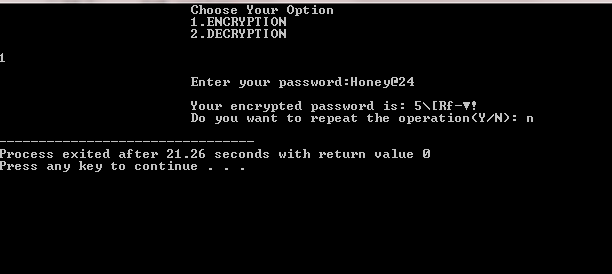 Choose Your Option
1.ENCRYPTION
2.DECRYPTION
1
Enter your password:Honey@24
Your encrypted password is: 5\[Rf-▼!
Do you want to repeat the operation(Y/N): n
--------------------------------
Process exited after 21.26 seconds with return value 0
Press any key to continue . . .